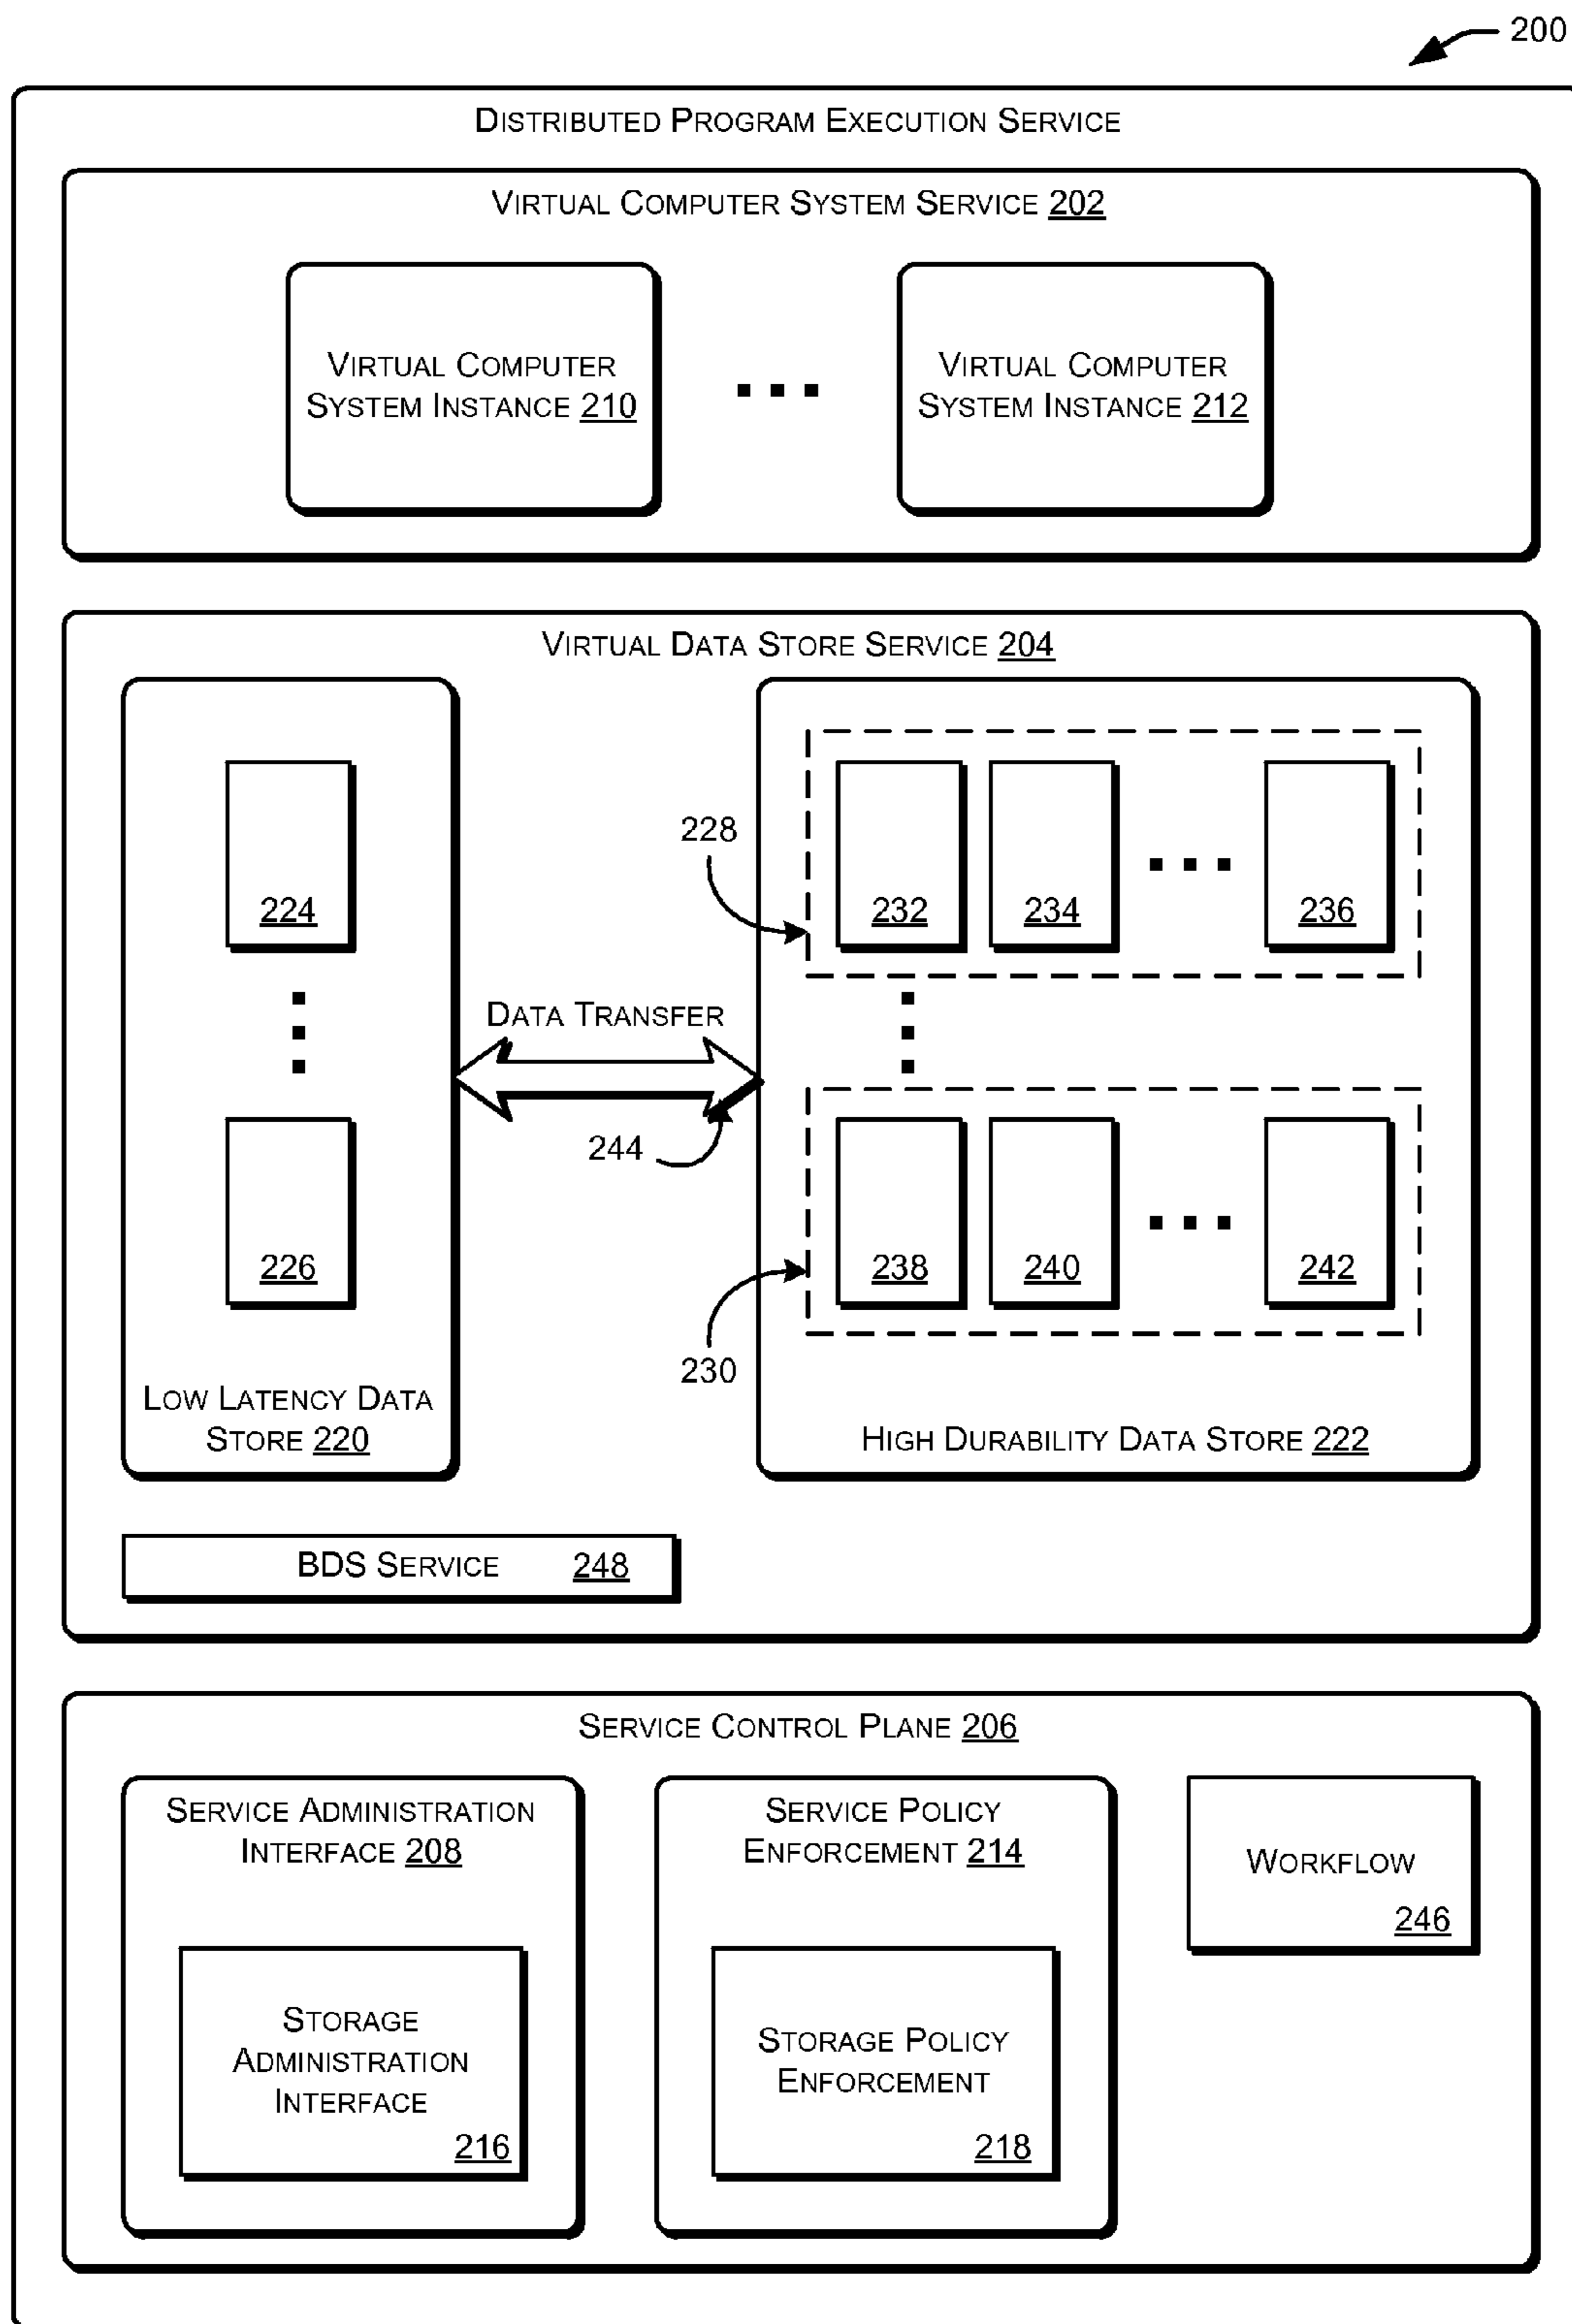 200
DISTRIBUTED PROGRAM EXECUTION SERVICE
VIRTUAL COMPUTER SYSTEM SERVICE 202
VIRTUAL COMPUTER
SYSTEM INSTANCE 210
VIRTUAL COMPUTER
SYSTEM INSTANCE 212
VIRTUAL DATA STORE SERVICE 204
224
226
LOW LATENCY DATA
STORE 220
DATA TRANSFER
244
228
232 234 236
230
238 240 242
HIGH DURABILITY DATA STORE 222
BDS SERVICE 248
SERVICE CONTROL PLANE 206
SERVICE ADMINISTRATION
INTERFACE 208
STORAGE
ADMINISTRATION
INTERFACE
216
SERVICE POLICY
ENFORCEMENT 214
STORAGE POLICY
ENFORCEMENT
218
WORKFLOW
246